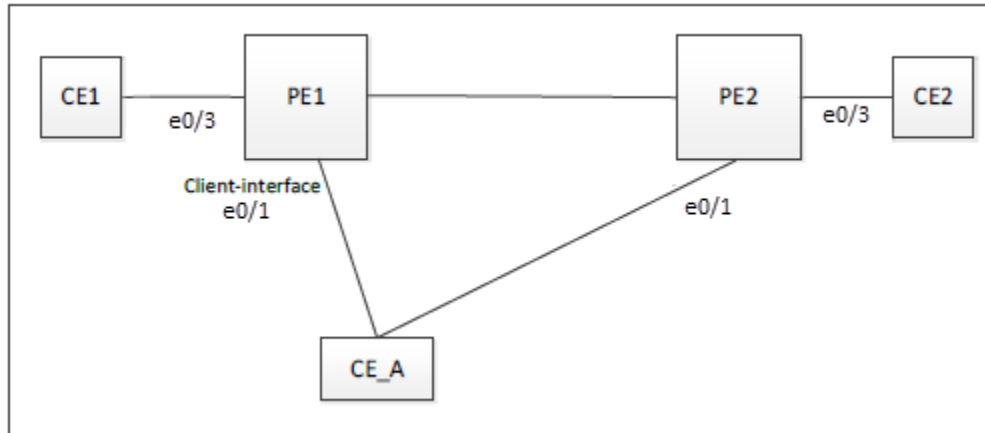 CE1
PE1
PE2
CE2
e0/3
e0/3
Client-interface
e0/1
e0/1
CE_A